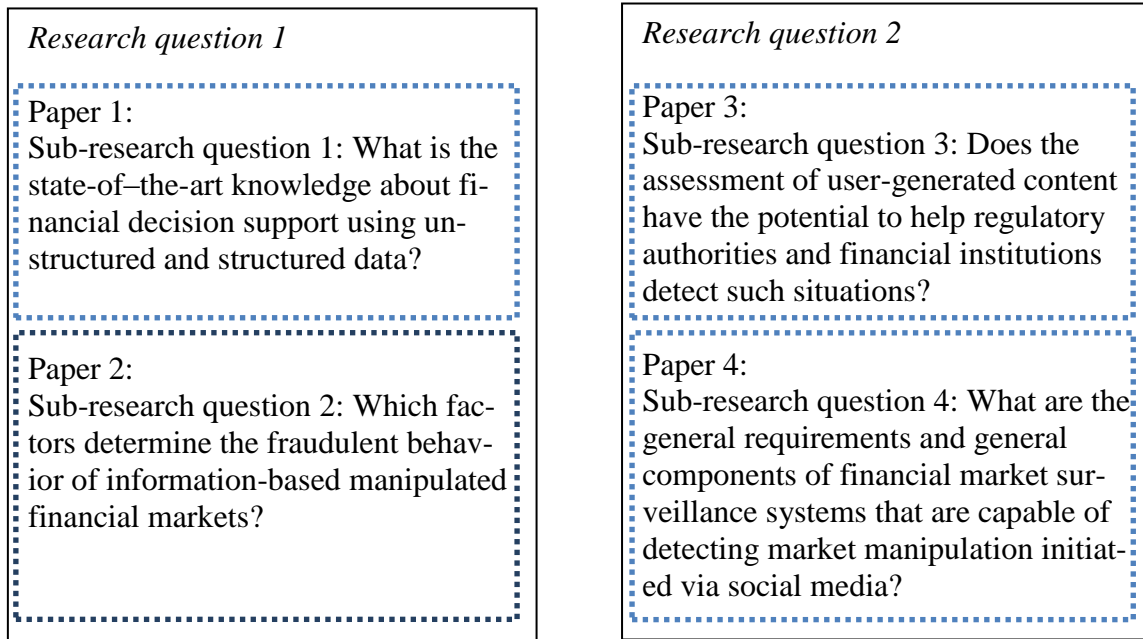 Research question 1
Paper 1:
Sub-research question 1: What is the
state-of–the-art knowledge about fi-
nancial decision support using un-
structured and structured data?
Paper 2:
Sub-research question 2: Which fac-
tors determine the fraudulent behav-
ior of information-based manipulated
financial markets?
Research question 2
Paper 3:
Sub-research question 3: Does the
assessment of user-generated content
have the potential to help regulatory
authorities and financial institutions
detect such situations?
Paper 4:
Sub-research question 4: What are the
general requirements and general
components of financial market sur-
veillance systems that are capable of
detecting market manipulation initiat-
ed via social media?